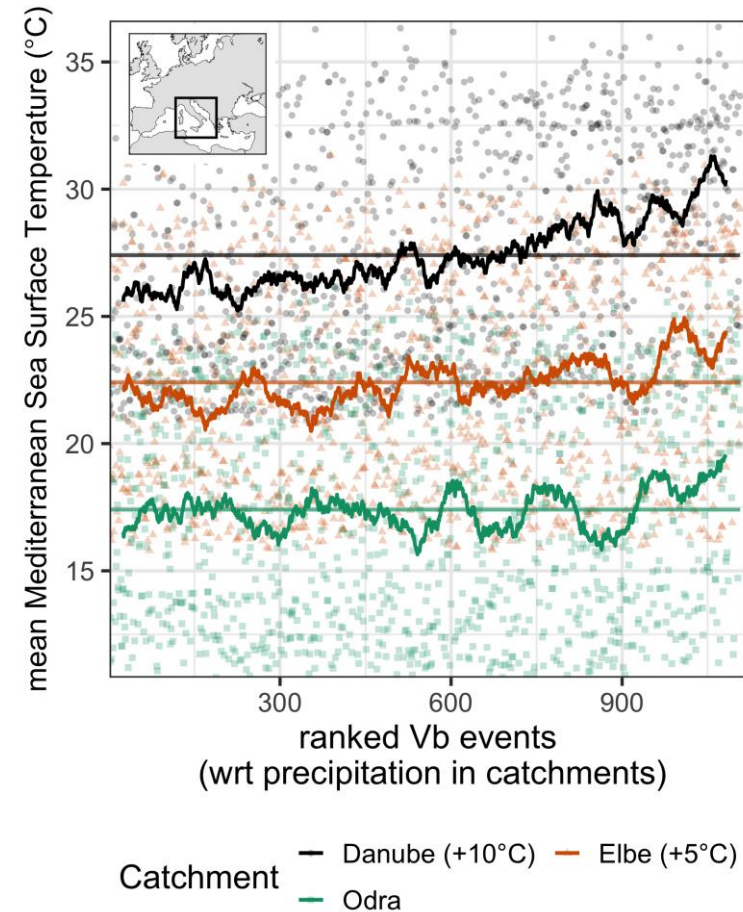 mean Mediterranean Sea Surface Temperature (°C)
35
30
25
20
15
300 600 900
ranked Vb events
(wrt precipitation in catchments)
Catchment
Danube (+10°C) Elbe (+5°C)
Odra